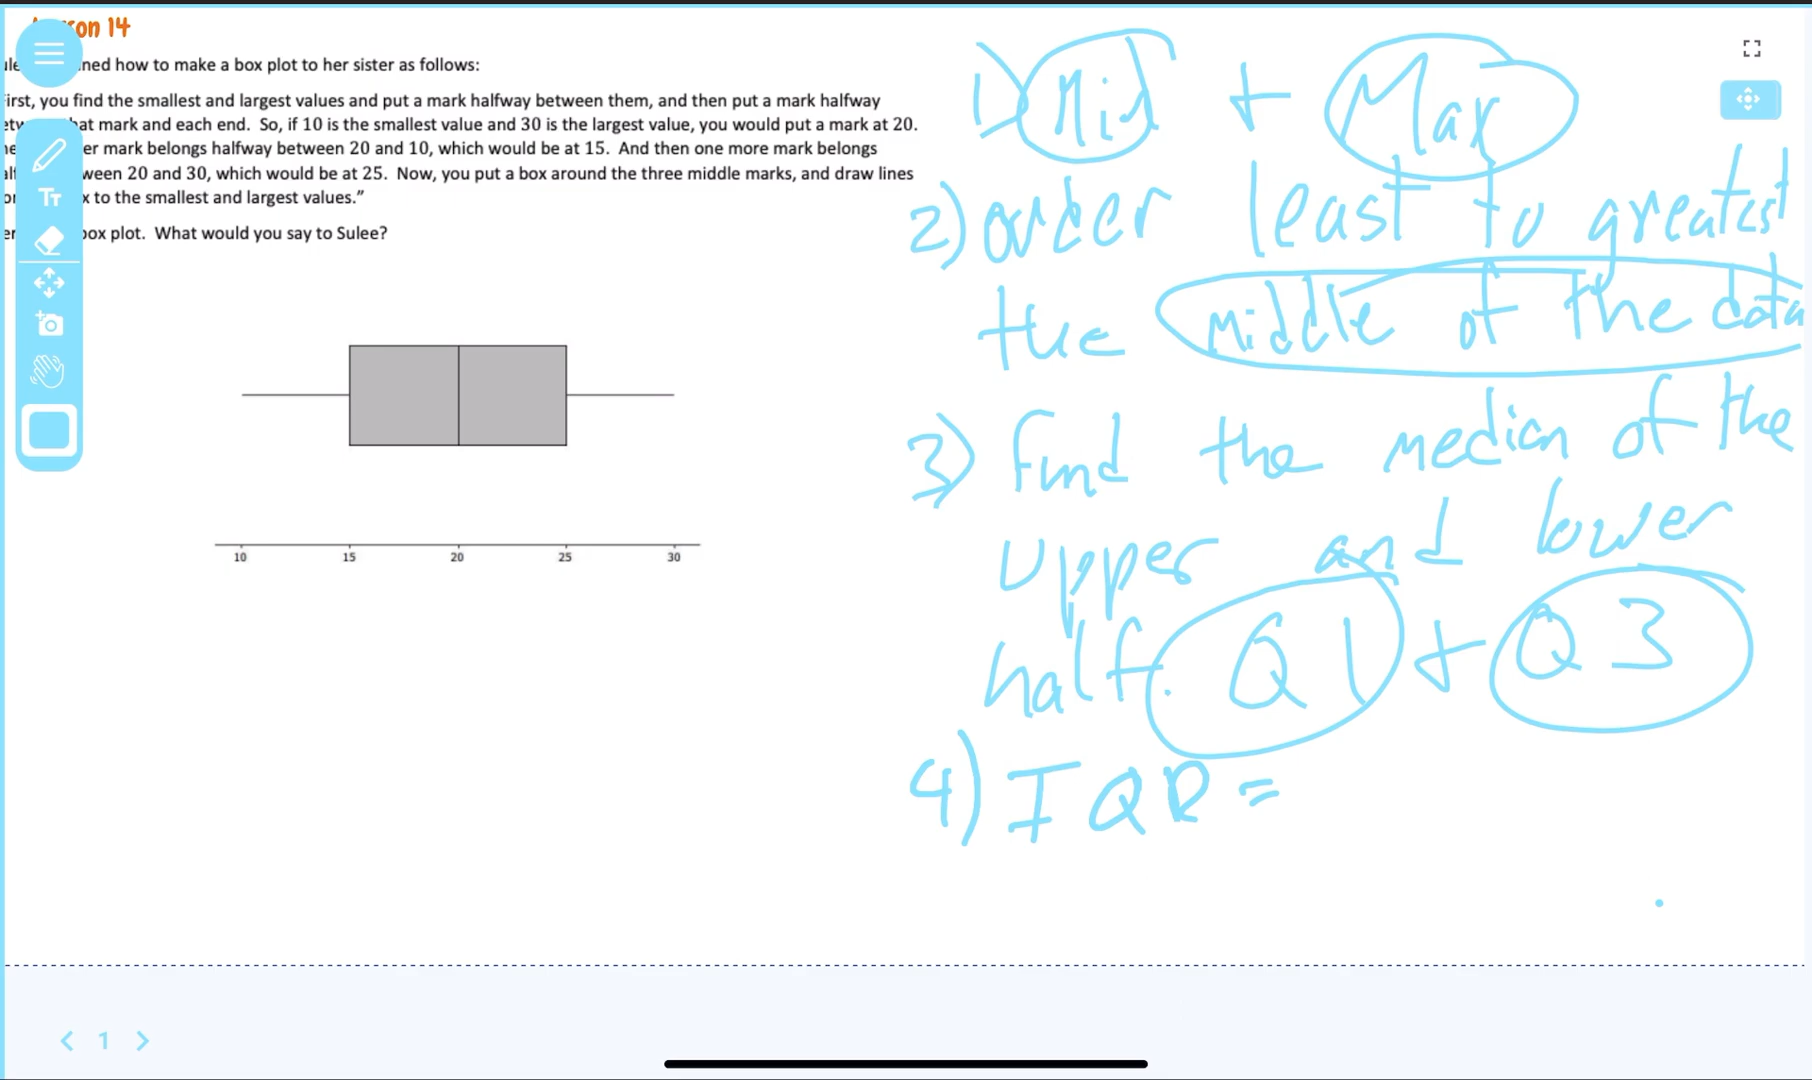 son 14
ned how to make a box plot to her sister as follows:
irst, you find the smallest and largest values and put a mark halfway between them, and then put a mark halfway
at mark and each end. So, if 10 is the smallest value and 30 is the largest value, you would put a mark at 20.
er mark belongs halfway between 20 and 10, which would be at 15. And then one more mark belongs
ween 20 and 30, which would be at 25. Now, you put a box around the three middle marks, and draw lines
x to the smallest and largest values.”
box plot. What would you say to Sulee?
10 15 20 25 30
1) + Max
2) order least to greatest
the middle of the data
3) find the median of the
upper and lower
half. Q1 + Q3
4) IQR =
Tт
1